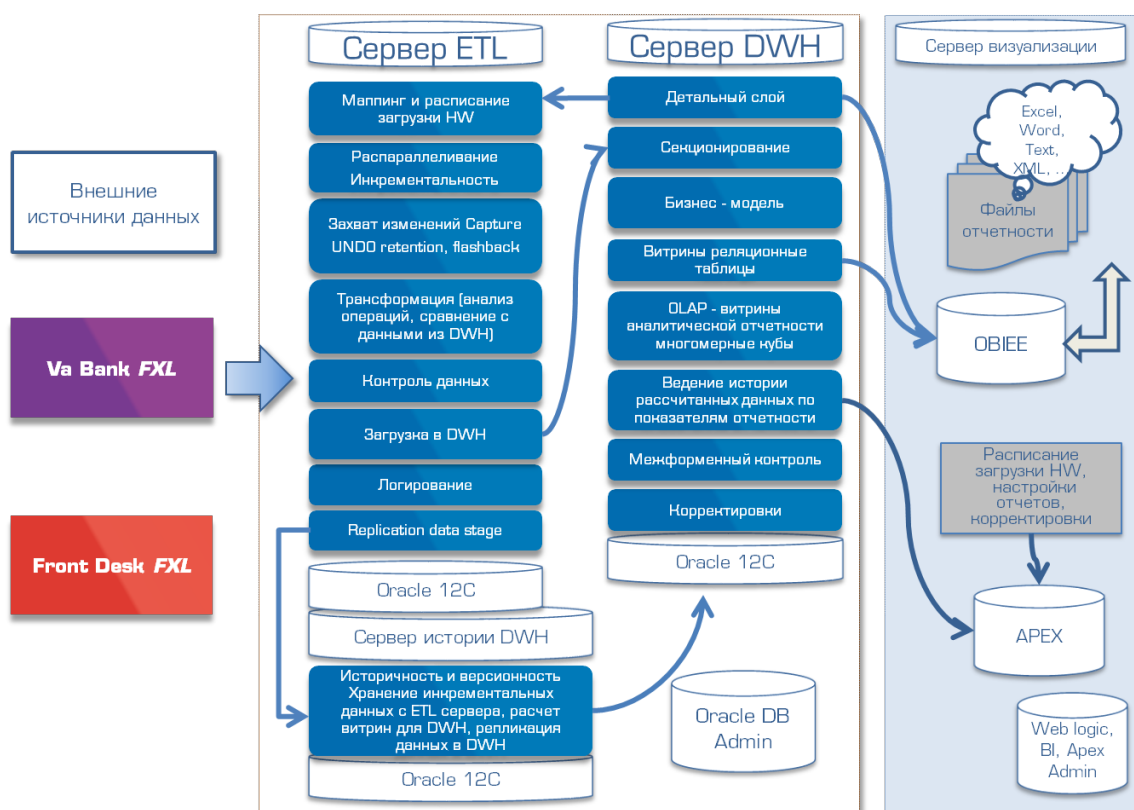 Внешние
источники данных
Va Bank FXL
Front Desk FXL
Сервер ETL
Маппинг и расписание
загрузки HW
Распараллеливание
Инкрементальность
Захват изменений Capture
UNDO retention, flashback
Трансформация (анализ
операций, сравнение с
данными из DWH)
Контроль данных
Загрузка в DWH
Логирование
Replication data stage
Oracle 12C
Сервер истории DWH
Историчность и версионность
Хранение инкрементальных
данных с ETL сервера, расчет
витрин для DWH, репликация
данных в DWH
Oracle 12C
Сервер DWH
Детальный слой
Секционирование
Бизнес - модель
Витрины реляционные
таблицы
OLAP - витрины
аналитической отчетности
многомерные кубы
Ведение истории
рассчитанных данных по
показателям отчетности
Межформенный контроль
Корректировки
Oracle 12C
Oracle DB
Admin
Сервер визуализации
Excel,
Word,
Text,
XML, ...
Файлы
отчетности
OBIEE
Расписание
загрузки HW,
настройки
отчетов,
корректировки
APEX
Web logic,
BI, Apex
Admin